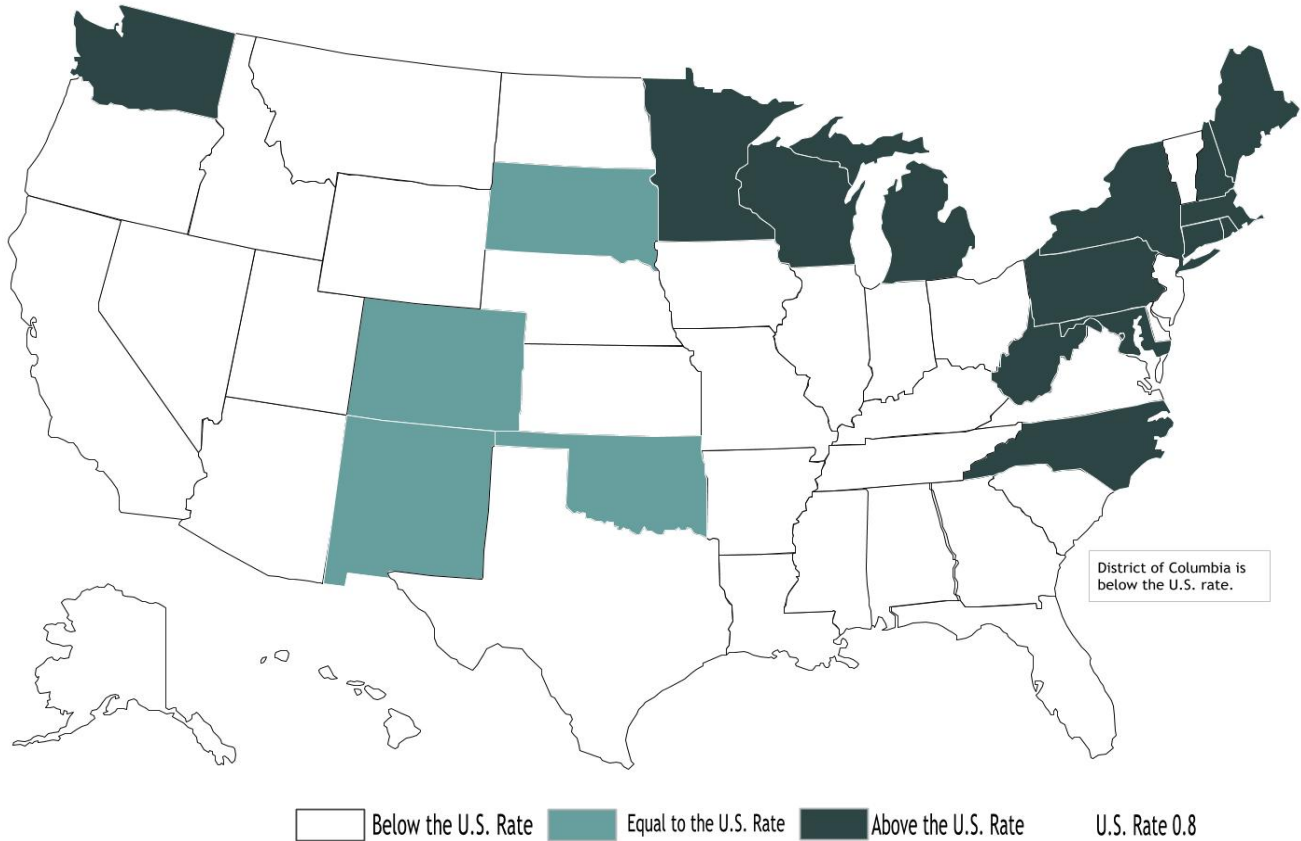 District of Columbia is
below the U.S. rate.
Below the U.S. Rate
Equal to the U.S. Rate
Above the U.S. Rate
U.S. Rate 0.8